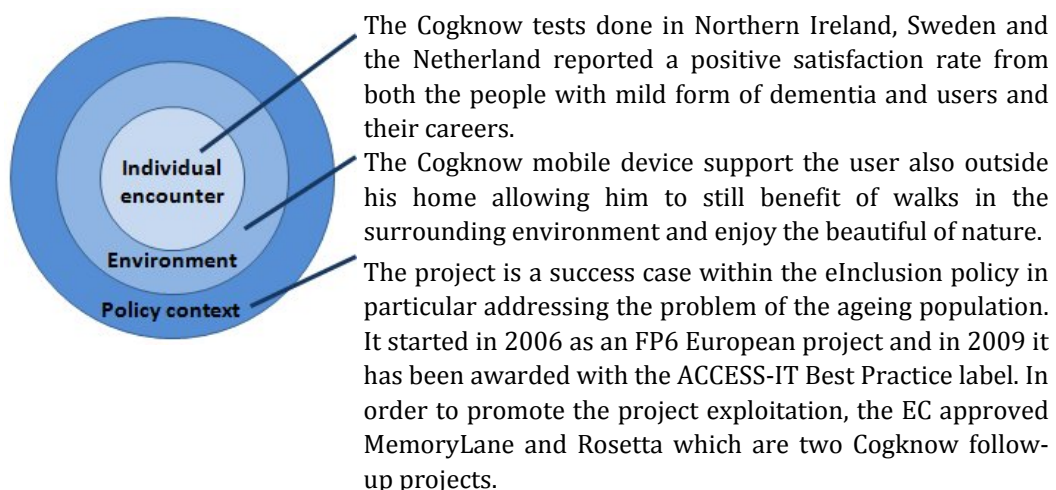 Individual
encounter
Environment
Policy context
The Cogknow tests done in Northern Ireland, Sweden and
the Netherland reported a positive satisfaction rate from
both the people with mild form of dementia and users and
their careers.
The Cogknow mobile device support the user also outside
his home allowing him to still benefit of walks in the
surrounding environment and enjoy the beautiful of nature.
The project is a success case within the eInclusion policy in
particular addressing the problem of the ageing population.
It started in 2006 as an FP6 European project and in 2009 it
has been awarded with the ACCESS-IT Best Practice label. In
order to promote the project exploitation, the EC approved
MemoryLane and Rosetta which are two Cogknow follow-
up projects.